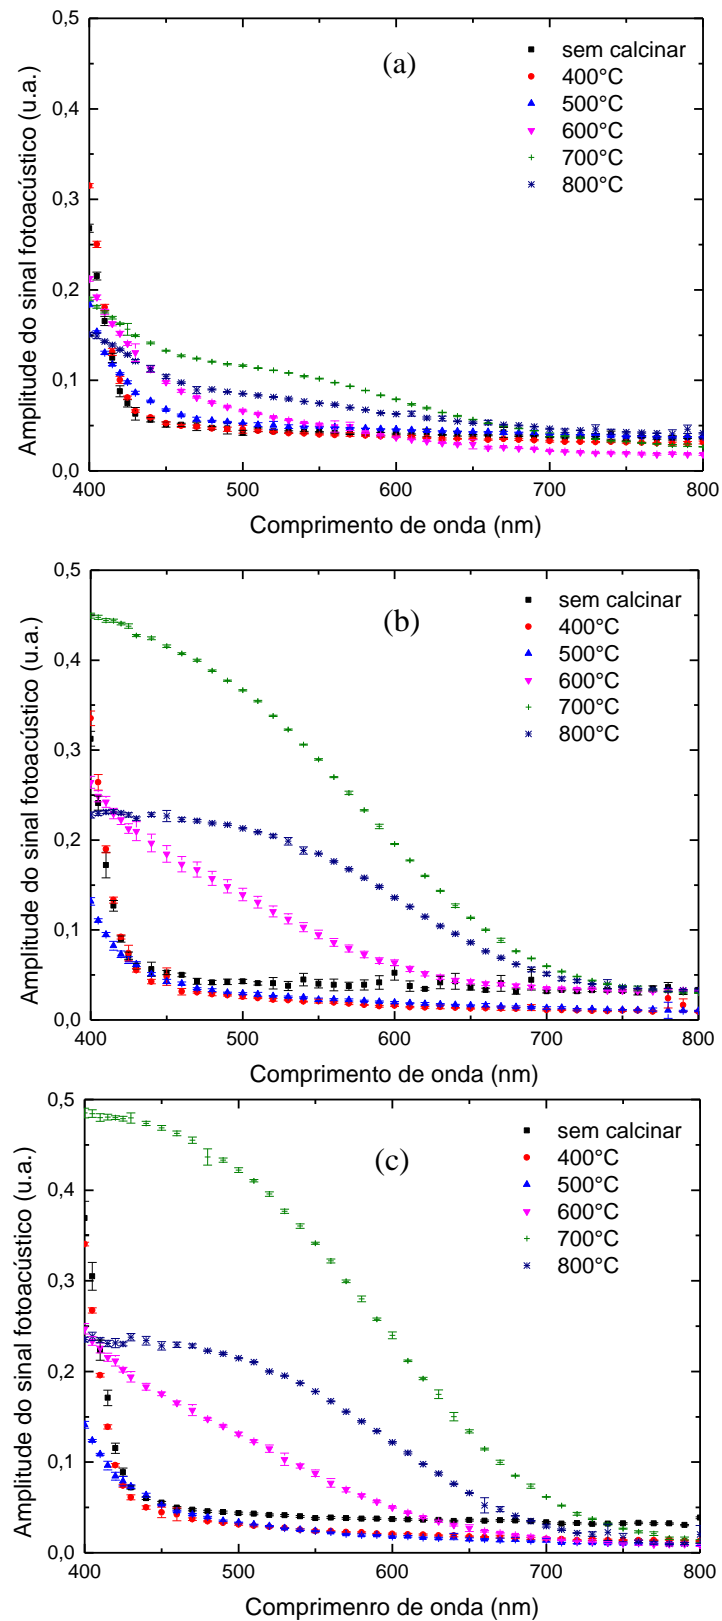 0,5
0,4
0,3
0,2
0,1
0,0
Amplitude do sinal fotoacústico (u.a.)
(a)
sem calcinar
400°C
500°C
600°C
700°C
800°C
400 500 600 700 800
Comprimento de onda (nm)
0,5
0,4
0,3
0,2
0,1
0,0
Amplitude do sinal fotoacústico (u.a.)
(b)
sem calcinar
400°C
500°C
600°C
700°C
800°C
400 500 600 700 800
Comprimento de onda (nm)
0,5
0,4
0,3
0,2
0,1
0,0
Amplitude do sinal fotoacústico (u.a.)
(c)
sem calcinar
400°C
500°C
600°C
700°C
800°C
400 500 600 700 800
Comprimenro de onda (nm)